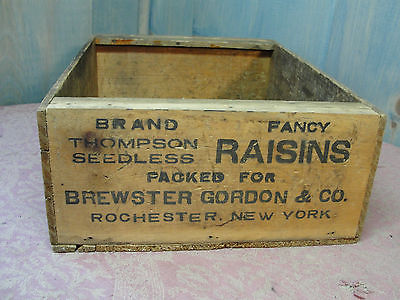 BRAND FANCY
THOMPSON
SEEDLESS RAISINS
PACKED FOR
BREWSTER GORDON & CO.
ROCHESTER, NEW YORK